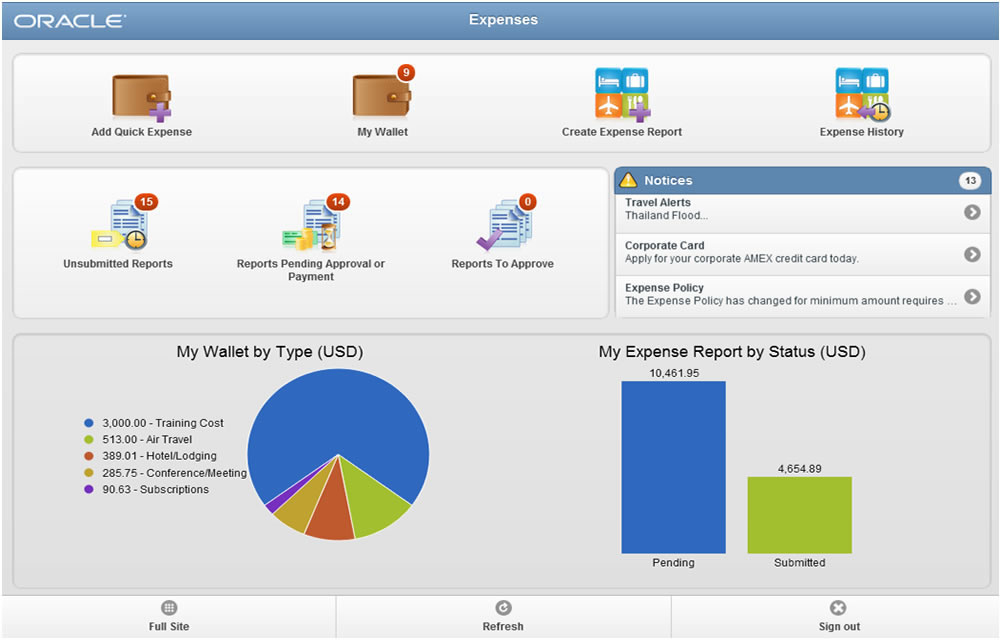 ORACLE
Expenses
9
Add Quick Expense
My Wallet
Create Expense Report
Expense History
15
14
0
Unsubmitted Reports
Reports Pending Approval or
Payment
Reports To Approve
Notices
13
Travel Alerts
Thailand Flood...
Corporate Card
Apply for your corporate AMEX credit card today.
Expense Policy
The Expense Policy has changed for minimum amount requires ...
My Wallet by Type (USD)
3,000.00 - Training Cost
513.00 - Air Travel
389.01 - Hotel/Lodging
285.75 - Conference/Meeting
90.63 - Subscriptions
My Expense Report by Status (USD)
10,461.95
4,654.89
Pending
Submitted
Full Site
Refresh
Sign out